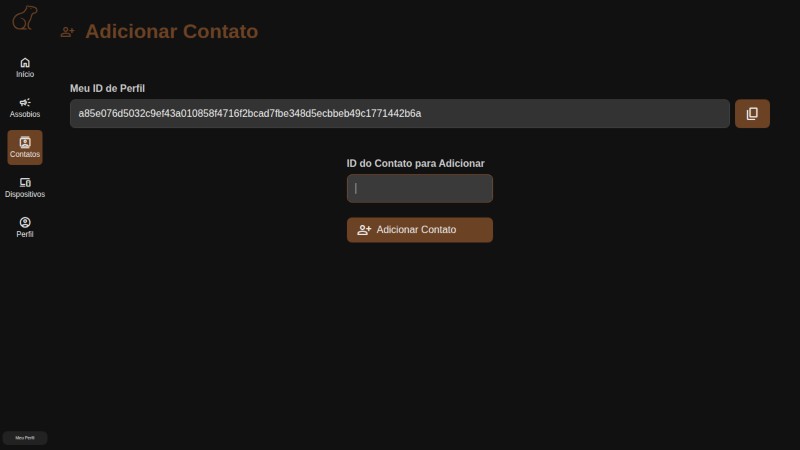 Adicionar Contato
Início
Assobios
Contatos
Dispositivos
Perfil
Meu ID de Perfil
a85e076d5032c9ef43a010858f4716f2bcad7fbe348d5ecbbeb49c1771442b6a
ID do Contato para Adicionar
Adicionar Contato
Meu Perfil